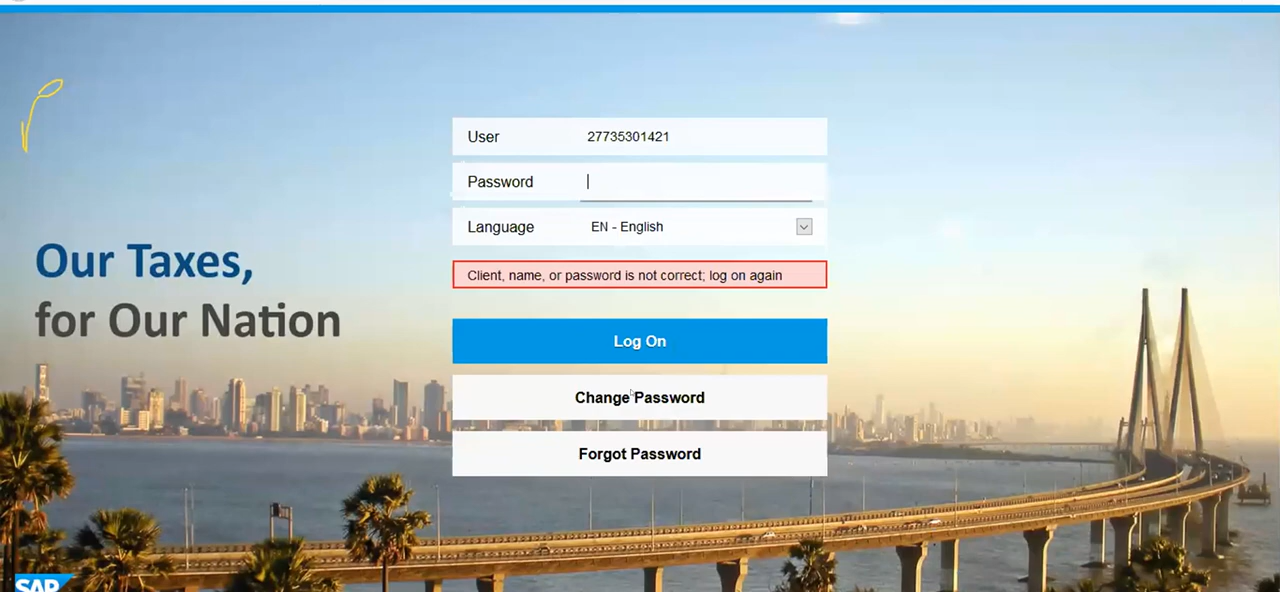 User 27735301421
Password
Language EN - English
Client, name, or password is not correct; log on again
Our Taxes,
for Our Nation
Log On
Change Password
Forgot Password
SAP